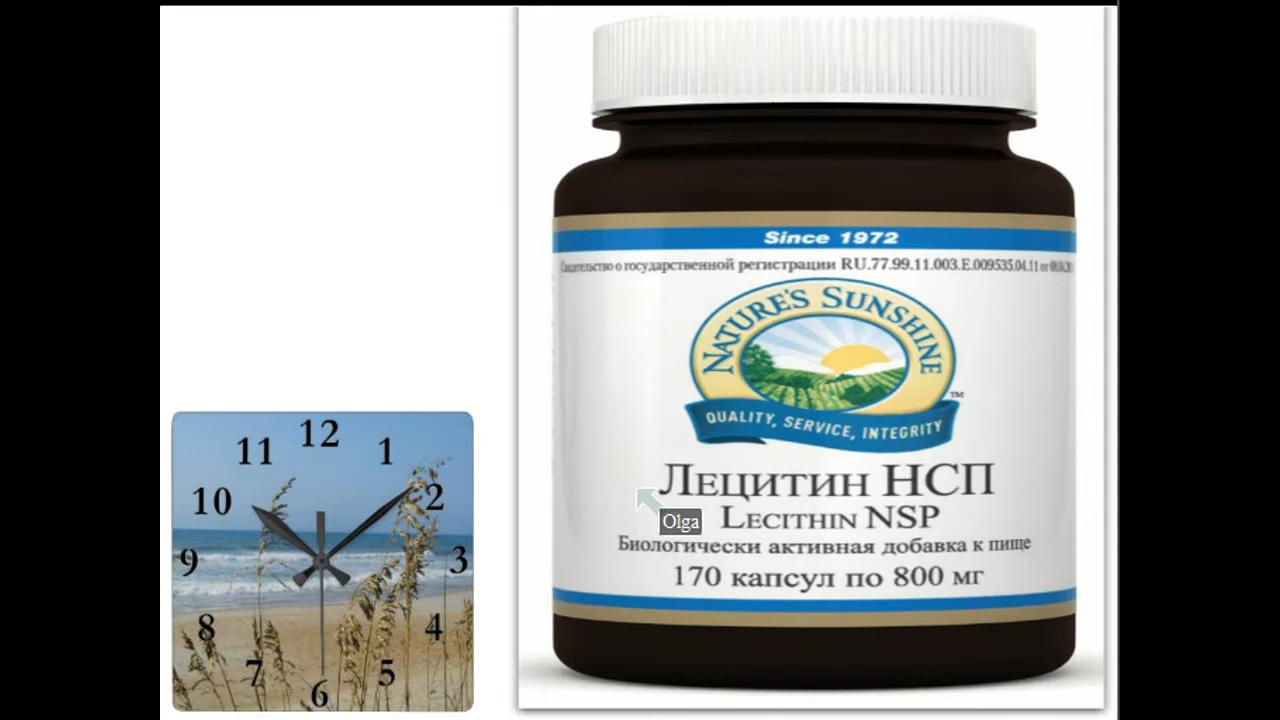 Since 1972
Свидетельство о государственной регистрации RU.77.99.11.003.Е.009535.04.11 от
NATURE'S SUNSHINE
TM
QUALITY, SERVICE, INTEGRITY
ЛЕЦИТИН НСП
LECITHIN NSP
Olga
Биологически активная добавка к пище
170 капсул по 800 мг
12
11
1
10
2
9
3
8
4
7
5
6